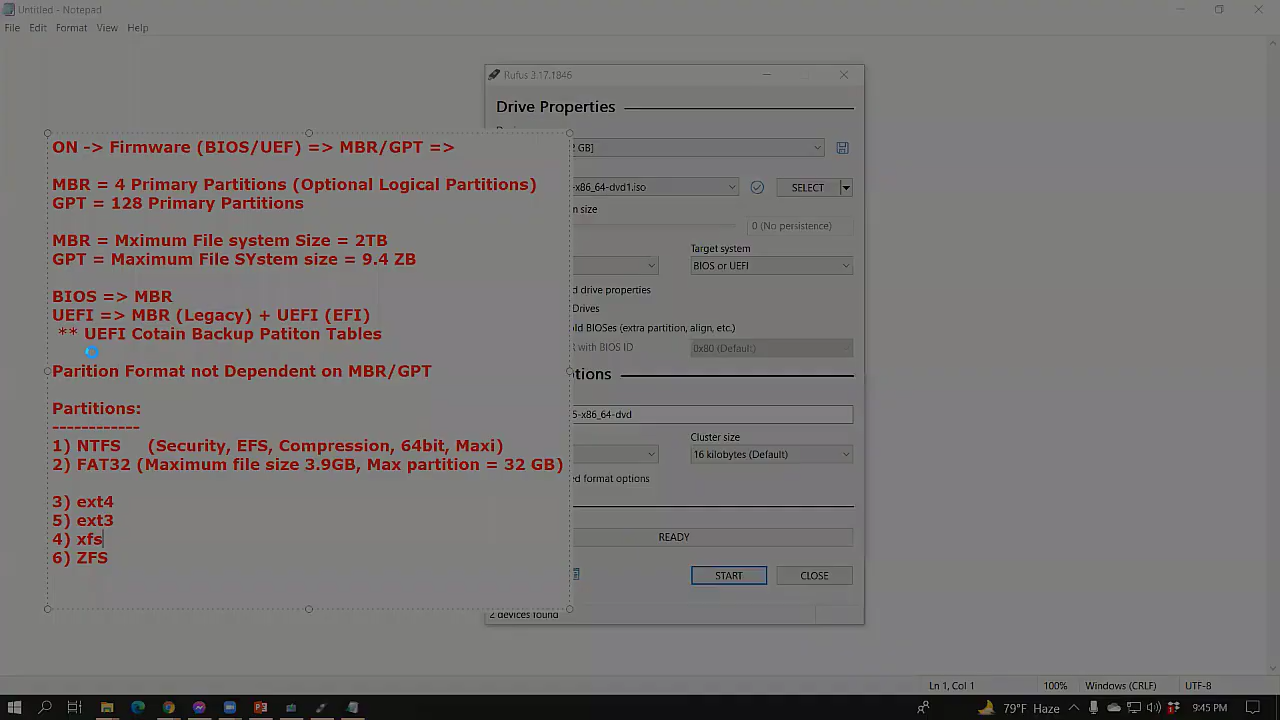 Untitled - Notepad
File Edit Format View Help
Rufus 3.17.1846
Drive Properties
2 GB]
ON -> Firmware (BIOS/UEF) => MBR/GPT =>
MBR = 4 Primary Partitions (Optional Logical Partitions)
-x86_64-dvd1.iso
SELECT
GPT = 128 Primary Partitions
n size
0 (No persistence)
MBR = Mximum File system Size = 2TB
Target system
GPT = Maximum File SYstem size = 9.4 ZB
BIOS or UEFI
d drive properties
BIOS => MBR
Drives
UEFI => MBR (Legacy) + UEFI (EFI)
ld BIOSes (extra partition, align, etc.)
** UEFI Cotain Backup Patiton Tables
R with BIOS ID
0x80 (Default)
Parition Format not Dependent on MBR/GPT
tions
Partitions:
5-x86_64-dvd
------------
Cluster size
1) NTFS (Security, EFS, Compression, 64bit, Maxi)
16 kilobytes (Default)
2) FAT32 (Maximum file size 3.9GB, Max partition = 32 GB)
ed format options
3) ext4
5) ext3
4) xfs
READY
6) ZFS
START
CLOSE
2 devices found
Ln 1, Col 1
100%
Windows (CRLF)
UTF-8
79°F Haze
9:45 PM